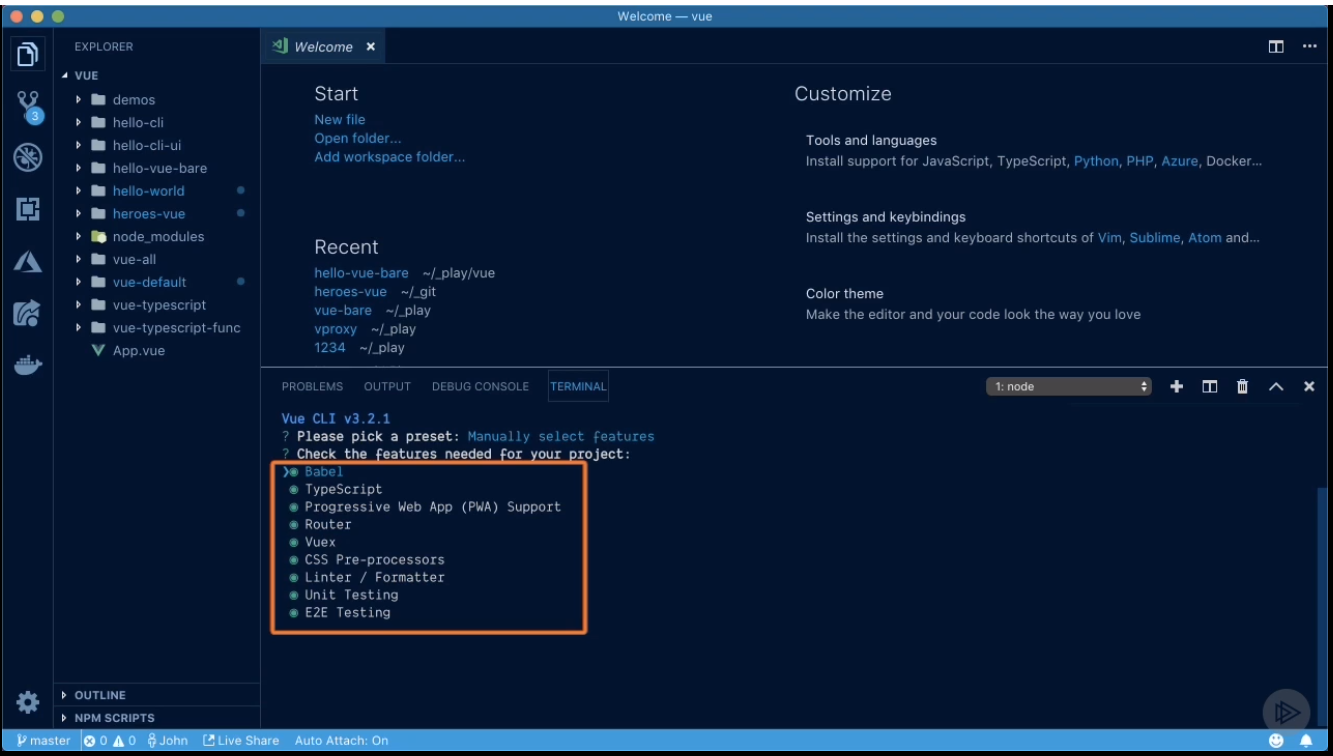 Welcome — vue
EXPLORER
VUE
demos
hello-cli
hello-cli-ui
hello-vue-bare
hello-world
heroes-vue
node_modules
vue-all
vue-default
vue-typescript
vue-typescript-func
App.vue
OUTLINE
NPM SCRIPTS
3
Welcome
Start
New file
Open folder...
Add workspace folder...
Recent
hello-vue-bare ~/_play/vue
heroes-vue ~/_git
vue-bare ~/_play
vproxy ~/_play
1234 ~/_play
Customize
Tools and languages
Install support for JavaScript, TypeScript, Python, PHP, Azure, Docker...
Settings and keybindings
Install the settings and keyboard shortcuts of Vim, Sublime, Atom and...
Color theme
Make the editor and your code look the way you love
PROBLEMS OUTPUT DEBUG CONSOLE TERMINAL
1: node
Vue CLI v3.2.1
? Please pick a preset: Manually select features
? Check the features needed for your project:
❯◉ Babel
◉ TypeScript
◉ Progressive Web App (PWA) Support
◉ Router
◉ Vuex
◉ CSS Pre-processors
◉ Linter / Formatter
◉ Unit Testing
◉ E2E Testing
master 0 0 John Live Share Auto Attach: On